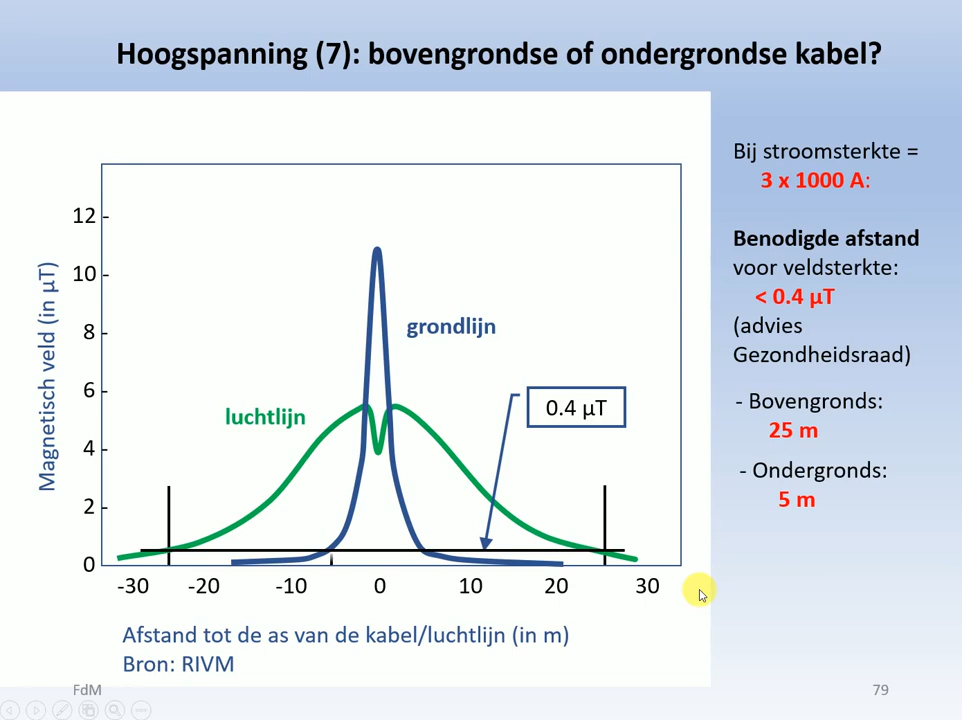 Hoogspanning (7): bovengrondse of ondergrondse kabel?
Bij stroomsterkte =
3 x 1000 A:
Benodigde afstand
voor veldsterkte:
< 0.4 µT
(advies
Gezondheidsraad)
- Bovengronds:
25 m
- Ondergronds:
5 m
Magnetisch veld (in µT)
12
10
8
6
4
2
0
grondlijn
luchtlijn
0.4 µT
-30 -20 -10 0 10 20 30
Afstand tot de as van de kabel/luchtlijn (in m)
Bron: RIVM
FdM
79